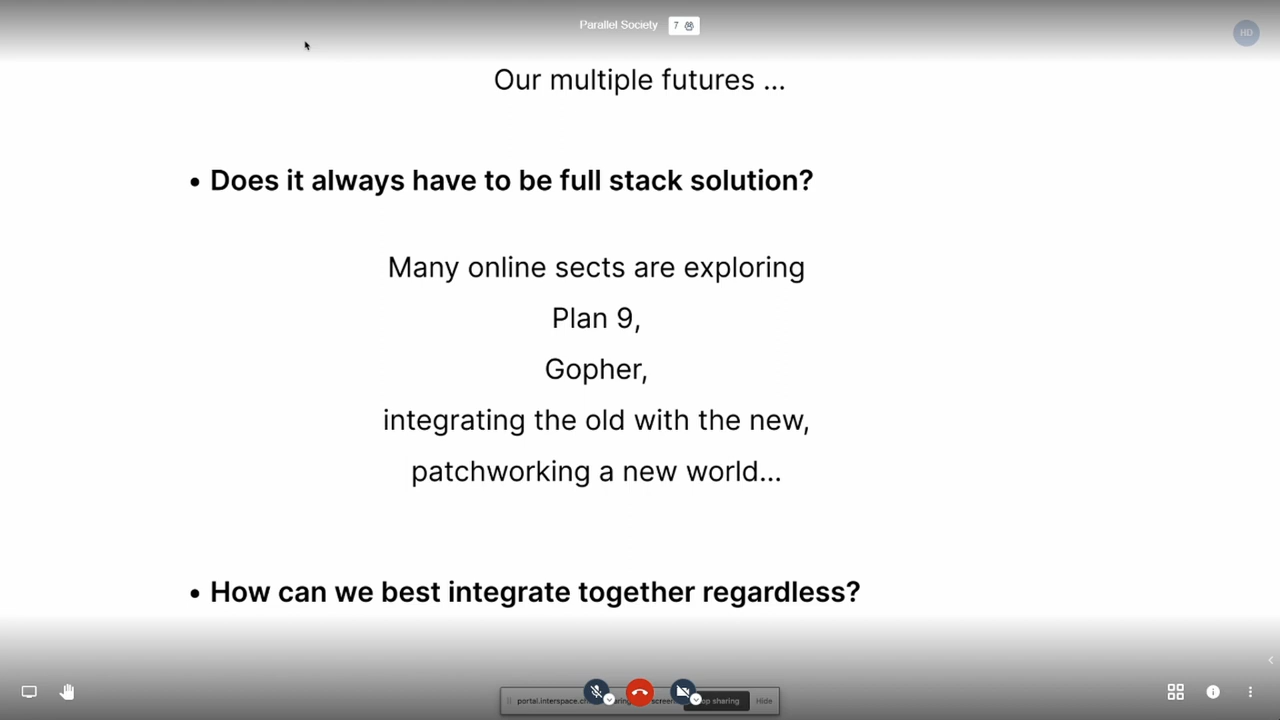 Parallel Society 7
HD
Our multiple futures ...
• Does it always have to be full stack solution?
Many online sects are exploring
Plan 9,
Gopher,
integrating the old with the new,
patchworking a new world...
• How can we best integrate together regardless?
portal.interspace.ch sharing Hide